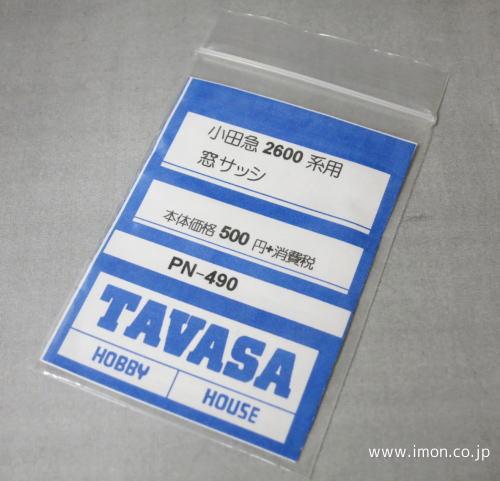 小田急 2600 系用
窓サッシ
本体価格 500 円+消費税
PN-490
TAVASA
HOBBY HOUSE
www.imon.co.jp